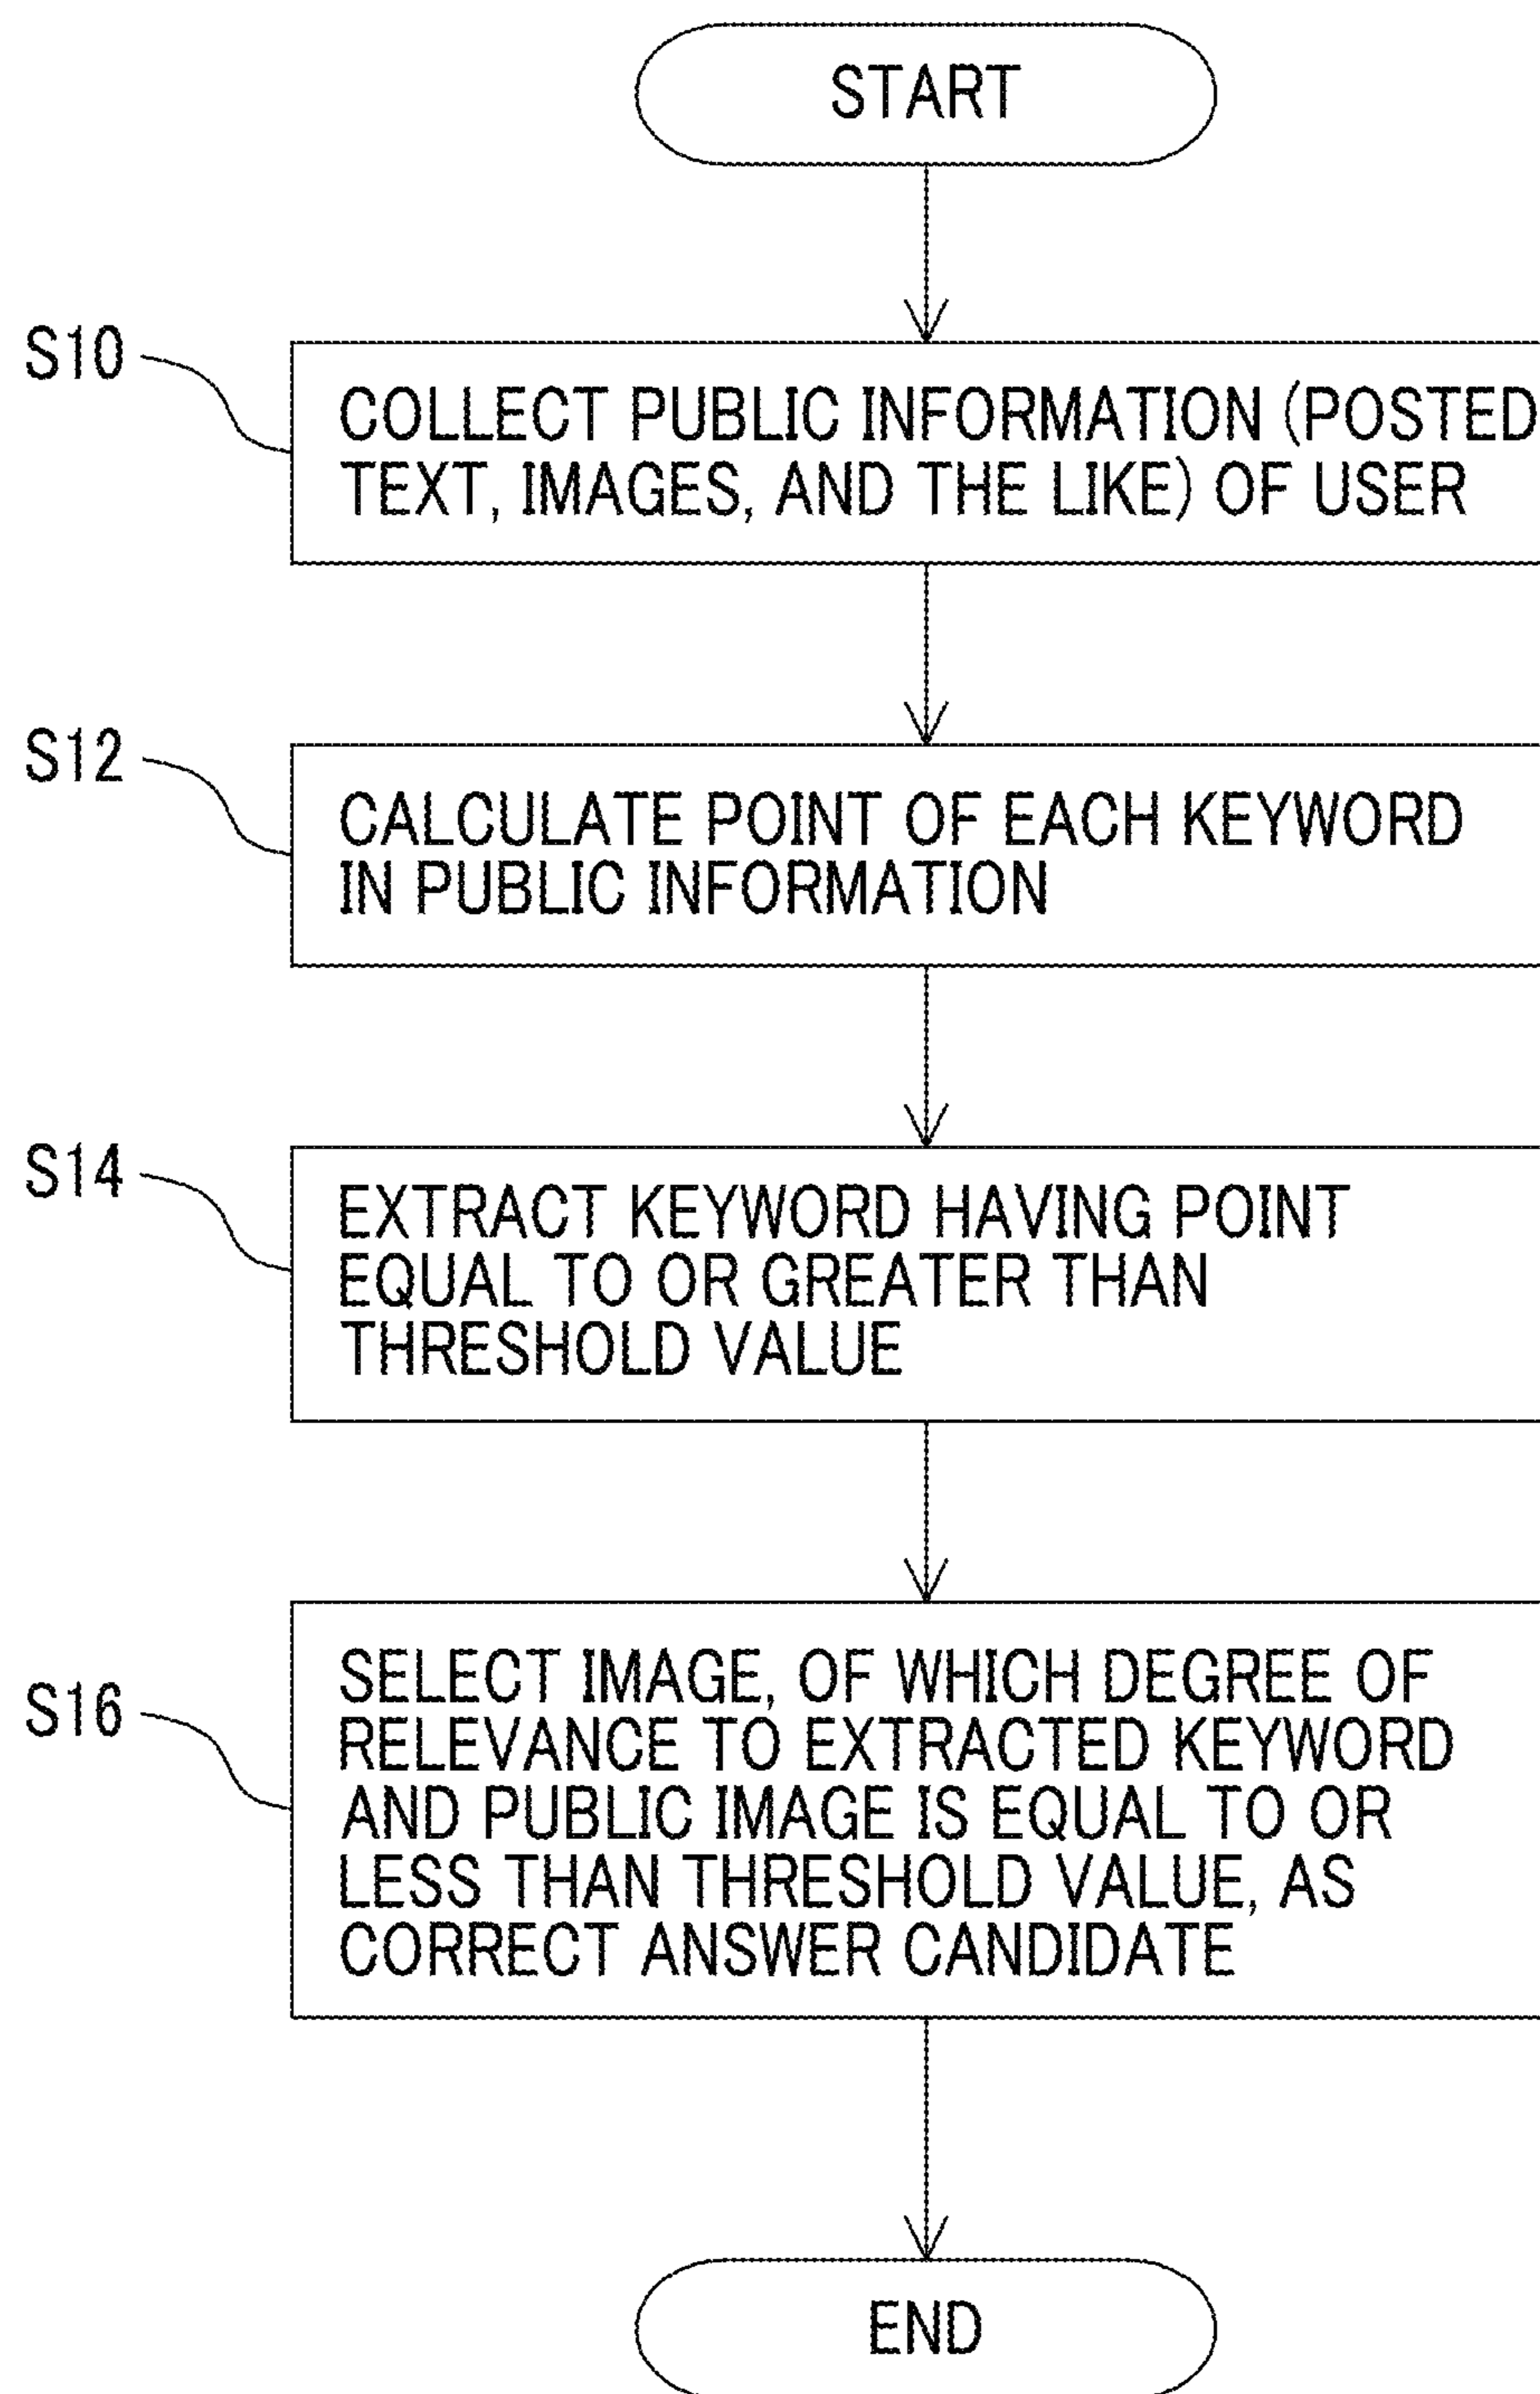 START
S10
COLLECT PUBLIC INFORMATION (POSTED
TEXT, IMAGES, AND THE LIKE) OF USER
S12
CALCULATE POINT OF EACH KEYWORD
IN PUBLIC INFORMATION
S14
EXTRACT KEYWORD HAVING POINT
EQUAL TO OR GREATER THAN
THRESHOLD VALUE
S16
SELECT IMAGE, OF WHICH DEGREE OF
RELEVANCE TO EXTRACTED KEYWORD
AND PUBLIC IMAGE IS EQUAL TO OR
LESS THAN THRESHOLD VALUE, AS
CORRECT ANSWER CANDIDATE
END